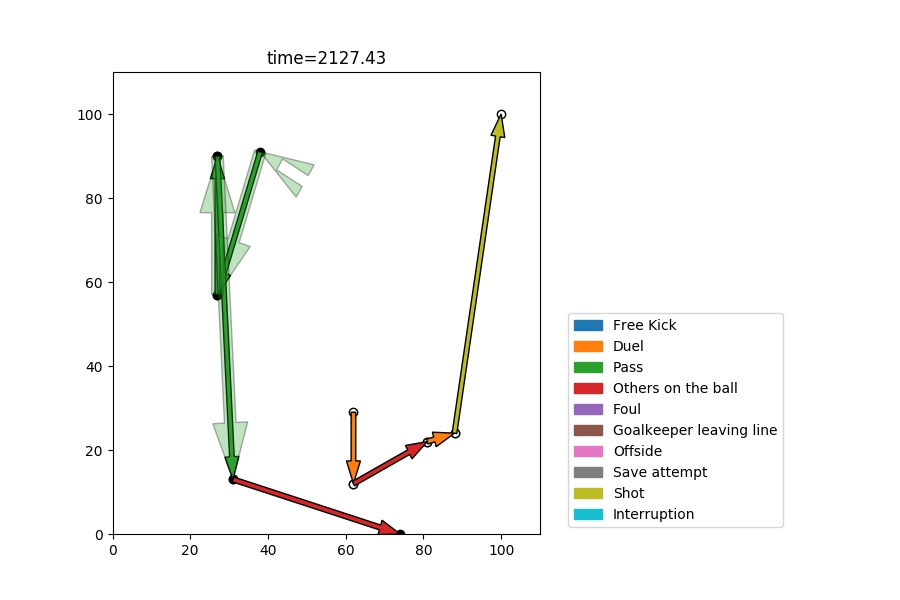 time=2127.43
100
80
60
40
20
0
0 20 40 60 80 100
Free Kick
Duel
Pass
Others on the ball
Foul
Goalkeeper leaving line
Offside
Save attempt
Shot
Interruption